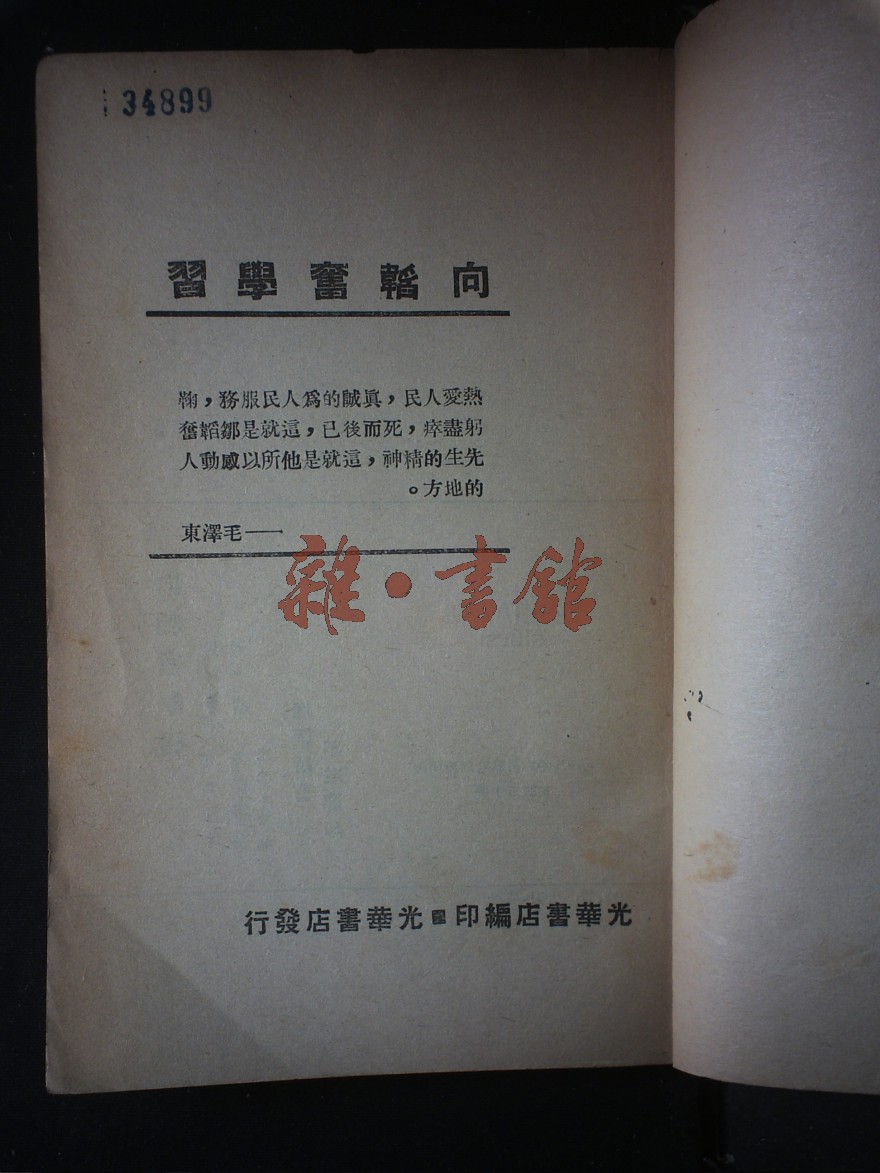 34899
向韜奮學習
熱愛人民，真誠的爲人民服務，鞠
躬盡瘁，死而後已，這就是鄒韜奮
先生的精神，這就是他所以感動人
的地方。
——毛澤東
雜·書館
光華書店編印 光華書店發行